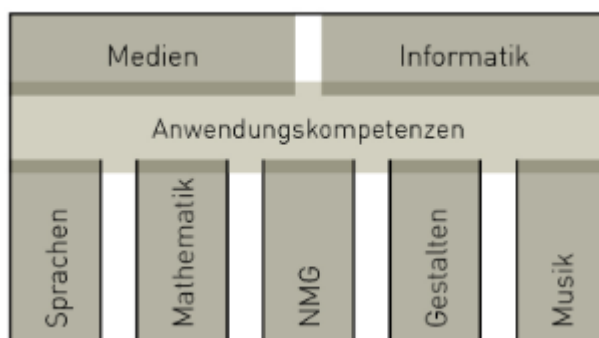 Medien
Informatik
Anwendungskompetenzen
Sprachen
Mathematik
NMG
Gestalten
Musik